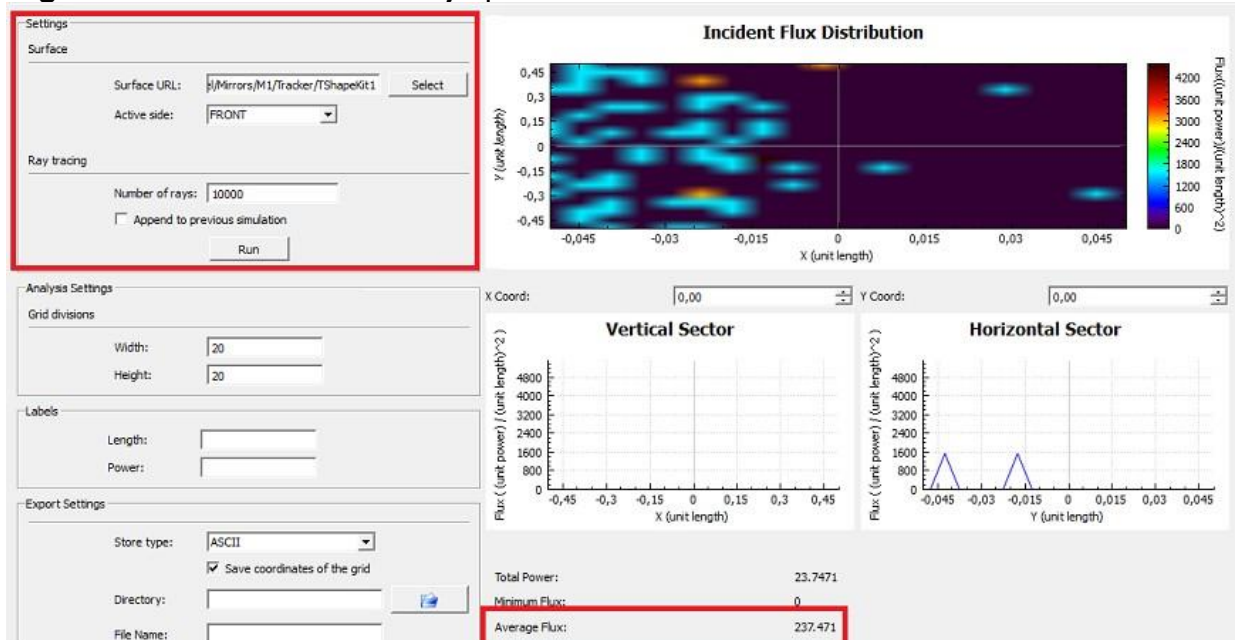 Settings
Surface
Surface URL: el/Mirrors/M1/Tracker/TShapeKit1 Select
Active side: FRONT
Ray tracing
Number of rays: 10000
Append to previous simulation
Run
Incident Flux Distribution
Y (unit length)
0,45
0,3
0,15
0
-0,15
-0,3
-0,45
-0,045 -0,03 -0,015 0 0,015 0,03 0,045
X (unit length)
4200
3600
3000
2400
1800
1200
600
0
Flux((unit power)/(unit length)^2)
Analysis Settings
Grid divisions
Width: 20
Height: 20
Labels
Length:
Power:
Export Settings
Store type: ASCII
Save coordinates of the grid
Directory:
File Name:
X Coord: 0,00 Y Coord: 0,00
Vertical Sector
Flux ( (unit power) / (unit length)^2 )
4800
4000
3200
2400
1600
800
0
-0,45 -0,3 -0,15 0 0,15 0,3 0,45
X (unit length)
Horizontal Sector
Flux ( (unit power) / (unit length)^2 )
4800
4000
3200
2400
1600
800
0
-0,045 -0,03 -0,015 0 0,015 0,03 0,045
Y (unit length)
Total Power: 23.7471
Minimum Flux: 0
Average Flux: 237.471